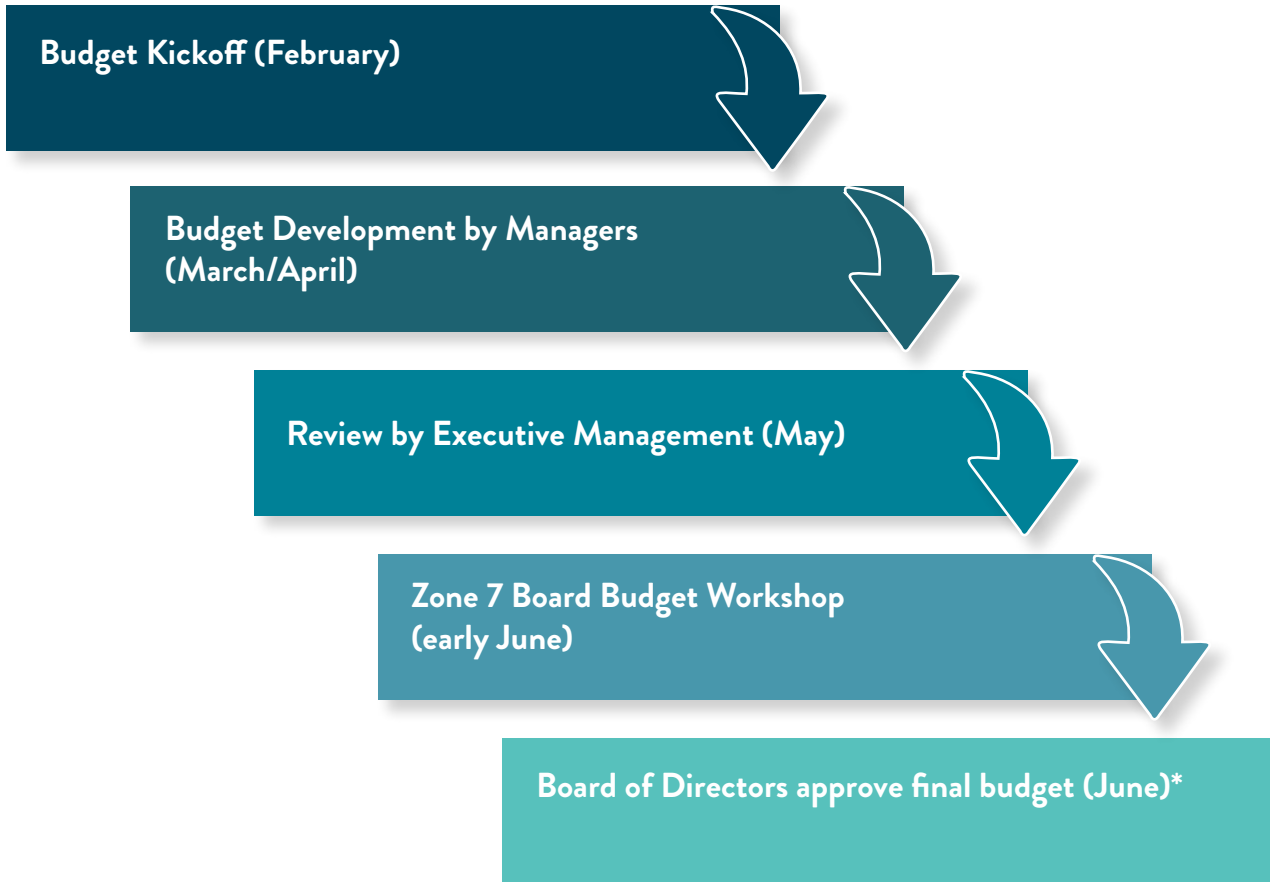 Budget Kickoff (February)
Budget Development by Managers
(March/April)
Review by Executive Management (May)
Zone 7 Board Budget Workshop
(early June)
Board of Directors approve final budget (June)*